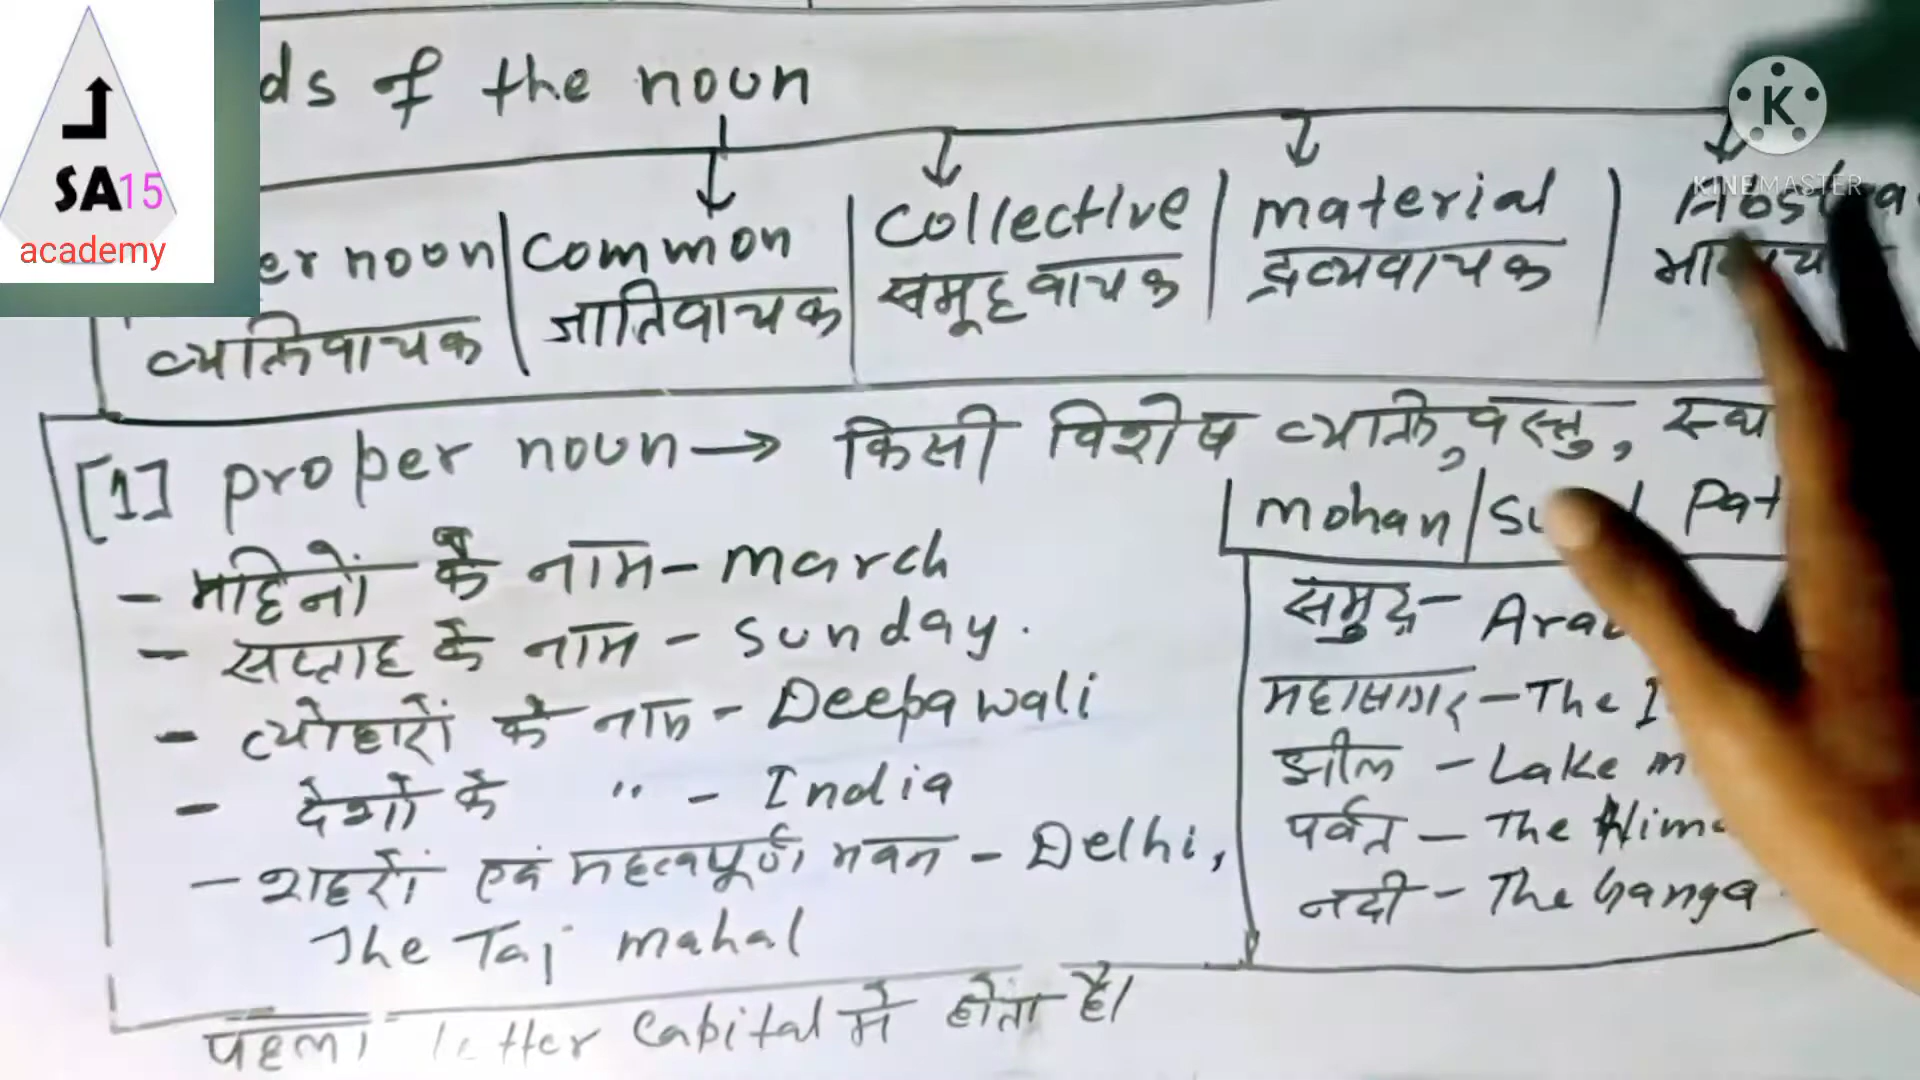 SA15
academy
KINEMASTER
ds of the noun
er noun | Common | Collective | material
व्यक्तिवाचक | जातिवाचक | समूहवाचक | द्रव्यवाचक
[1] proper noun → किसी विशेष व्यक्ति, वस्तु,
mohan
- महिनों के नाम - march
- सप्ताह के नाम - Sunday.
- त्योहारों के नाम - Deepawali
- देशों के " - India
- शहरों एवं महत्वपूर्ण भवन - Delhi,
The Taj mahal
समुद्र -
महासागर - The
झील - Lake
पर्वत - The
नदी - The Ganga
पहला letter Capital में होता है।